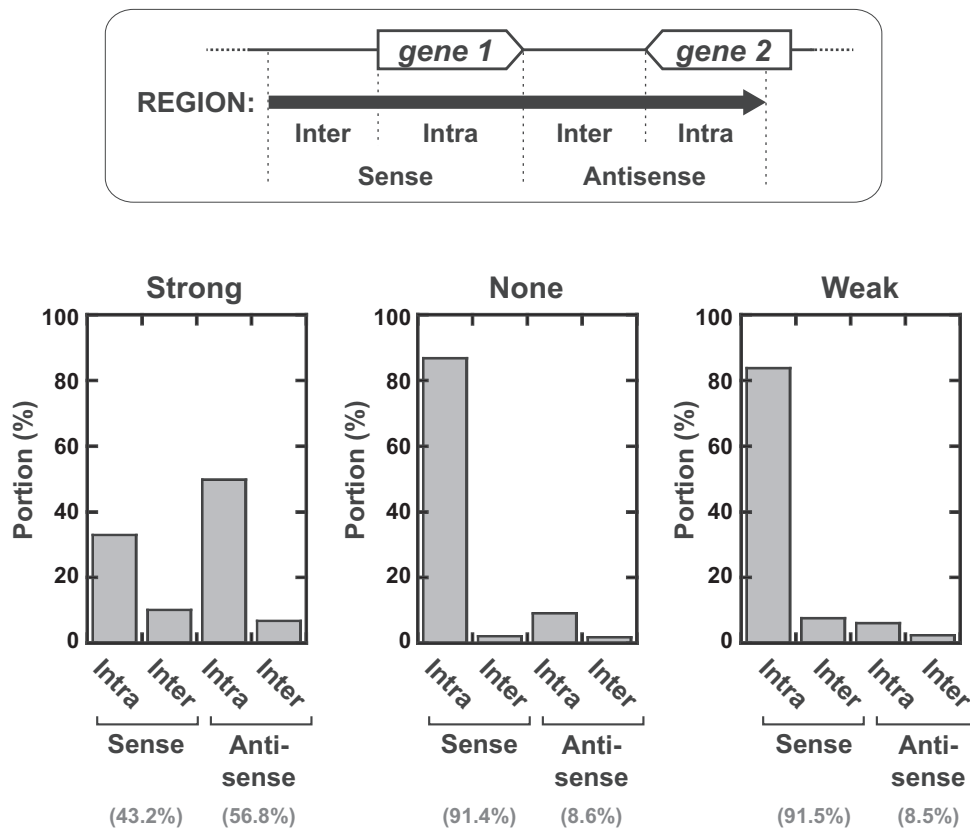 gene 1 gene 2
REGION:
Inter Intra Inter Intra
Sense Antisense
Strong
Portion (%)
100
80
60
40
20
0
Intra Inter Intra Inter
Sense Anti-
sense
(43.2%) (56.8%)
None
Portion (%)
100
80
60
40
20
0
Intra Inter Intra Inter
Sense Anti-
sense
(91.4%) (8.6%)
Weak
Portion (%)
100
80
60
40
20
0
Intra Inter Intra Inter
Sense Anti-
sense
(91.5%) (8.5%)